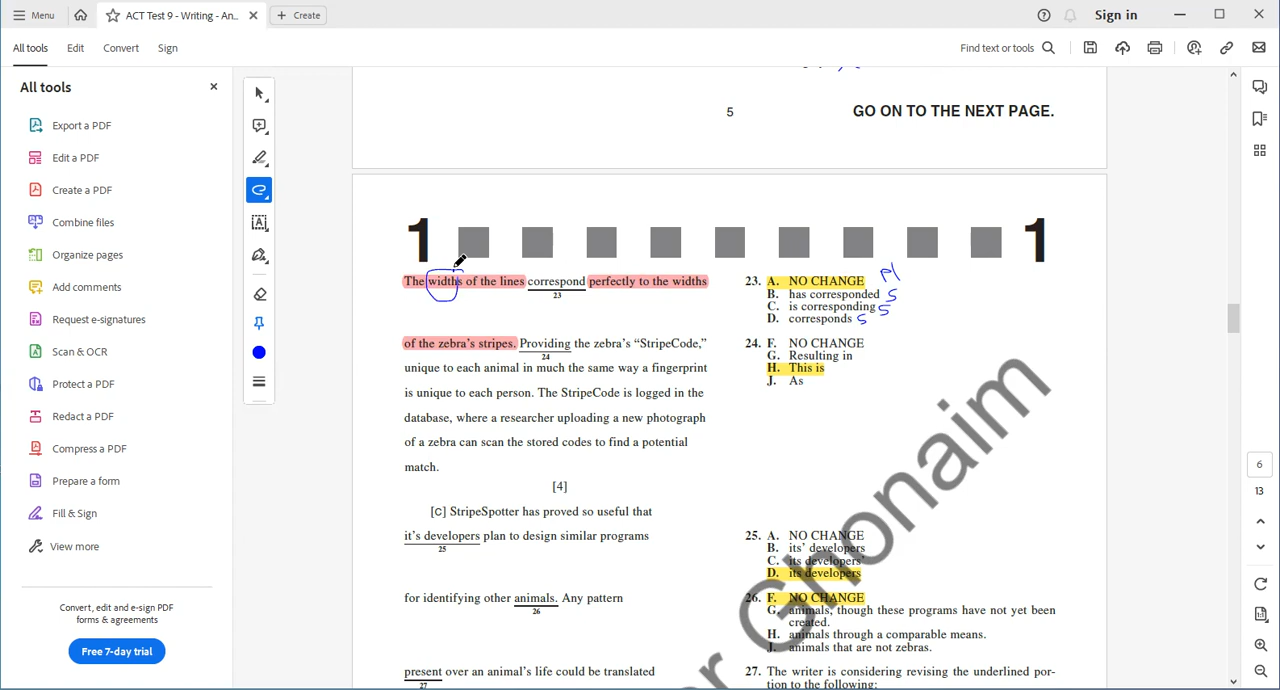 Menu
ACT Test 9 - Writing - An...
Create
Sign in
All tools
Edit
Convert
Sign
Find text or tools
All tools
Export a PDF
Edit a PDF
Create a PDF
Combine files
Organize pages
Add comments
Request e-signatures
Scan & OCR
Protect a PDF
Redact a PDF
Compress a PDF
Prepare a form
Fill & Sign
View more
Convert, edit and e-sign PDF
forms & agreements
Free 7-day trial
5
GO ON TO THE NEXT PAGE.
1 1
The widths of the lines correspond perfectly to the widths
23
of the zebra's stripes. Providing the zebra's “StripeCode,”
24
unique to each animal in much the same way a fingerprint
is unique to each person. The StripeCode is logged in the
database, where a researcher uploading a new photograph
of a zebra can scan the stored codes to find a potential
match.
[4]
[C] StripeSpotter has proved so useful that
it's developers plan to design similar programs
25
for identifying other animals. Any pattern
26
present over an animal's life could be translated
27
23. A. NO CHANGE pl
B. has corresponded s
C. is corresponding s
D. corresponds s
24. F. NO CHANGE
G. Resulting in
H. This is
J. As
25. A. NO CHANGE
B. its' developers
C. its developers'
D. its developers
26. F. NO CHANGE
G. animals, though these programs have not yet been
created.
H. animals through a comparable means.
J. animals that are not zebras.
27. The writer is considering revising the underlined por-
tion to the following:
Ghonaim
6
13